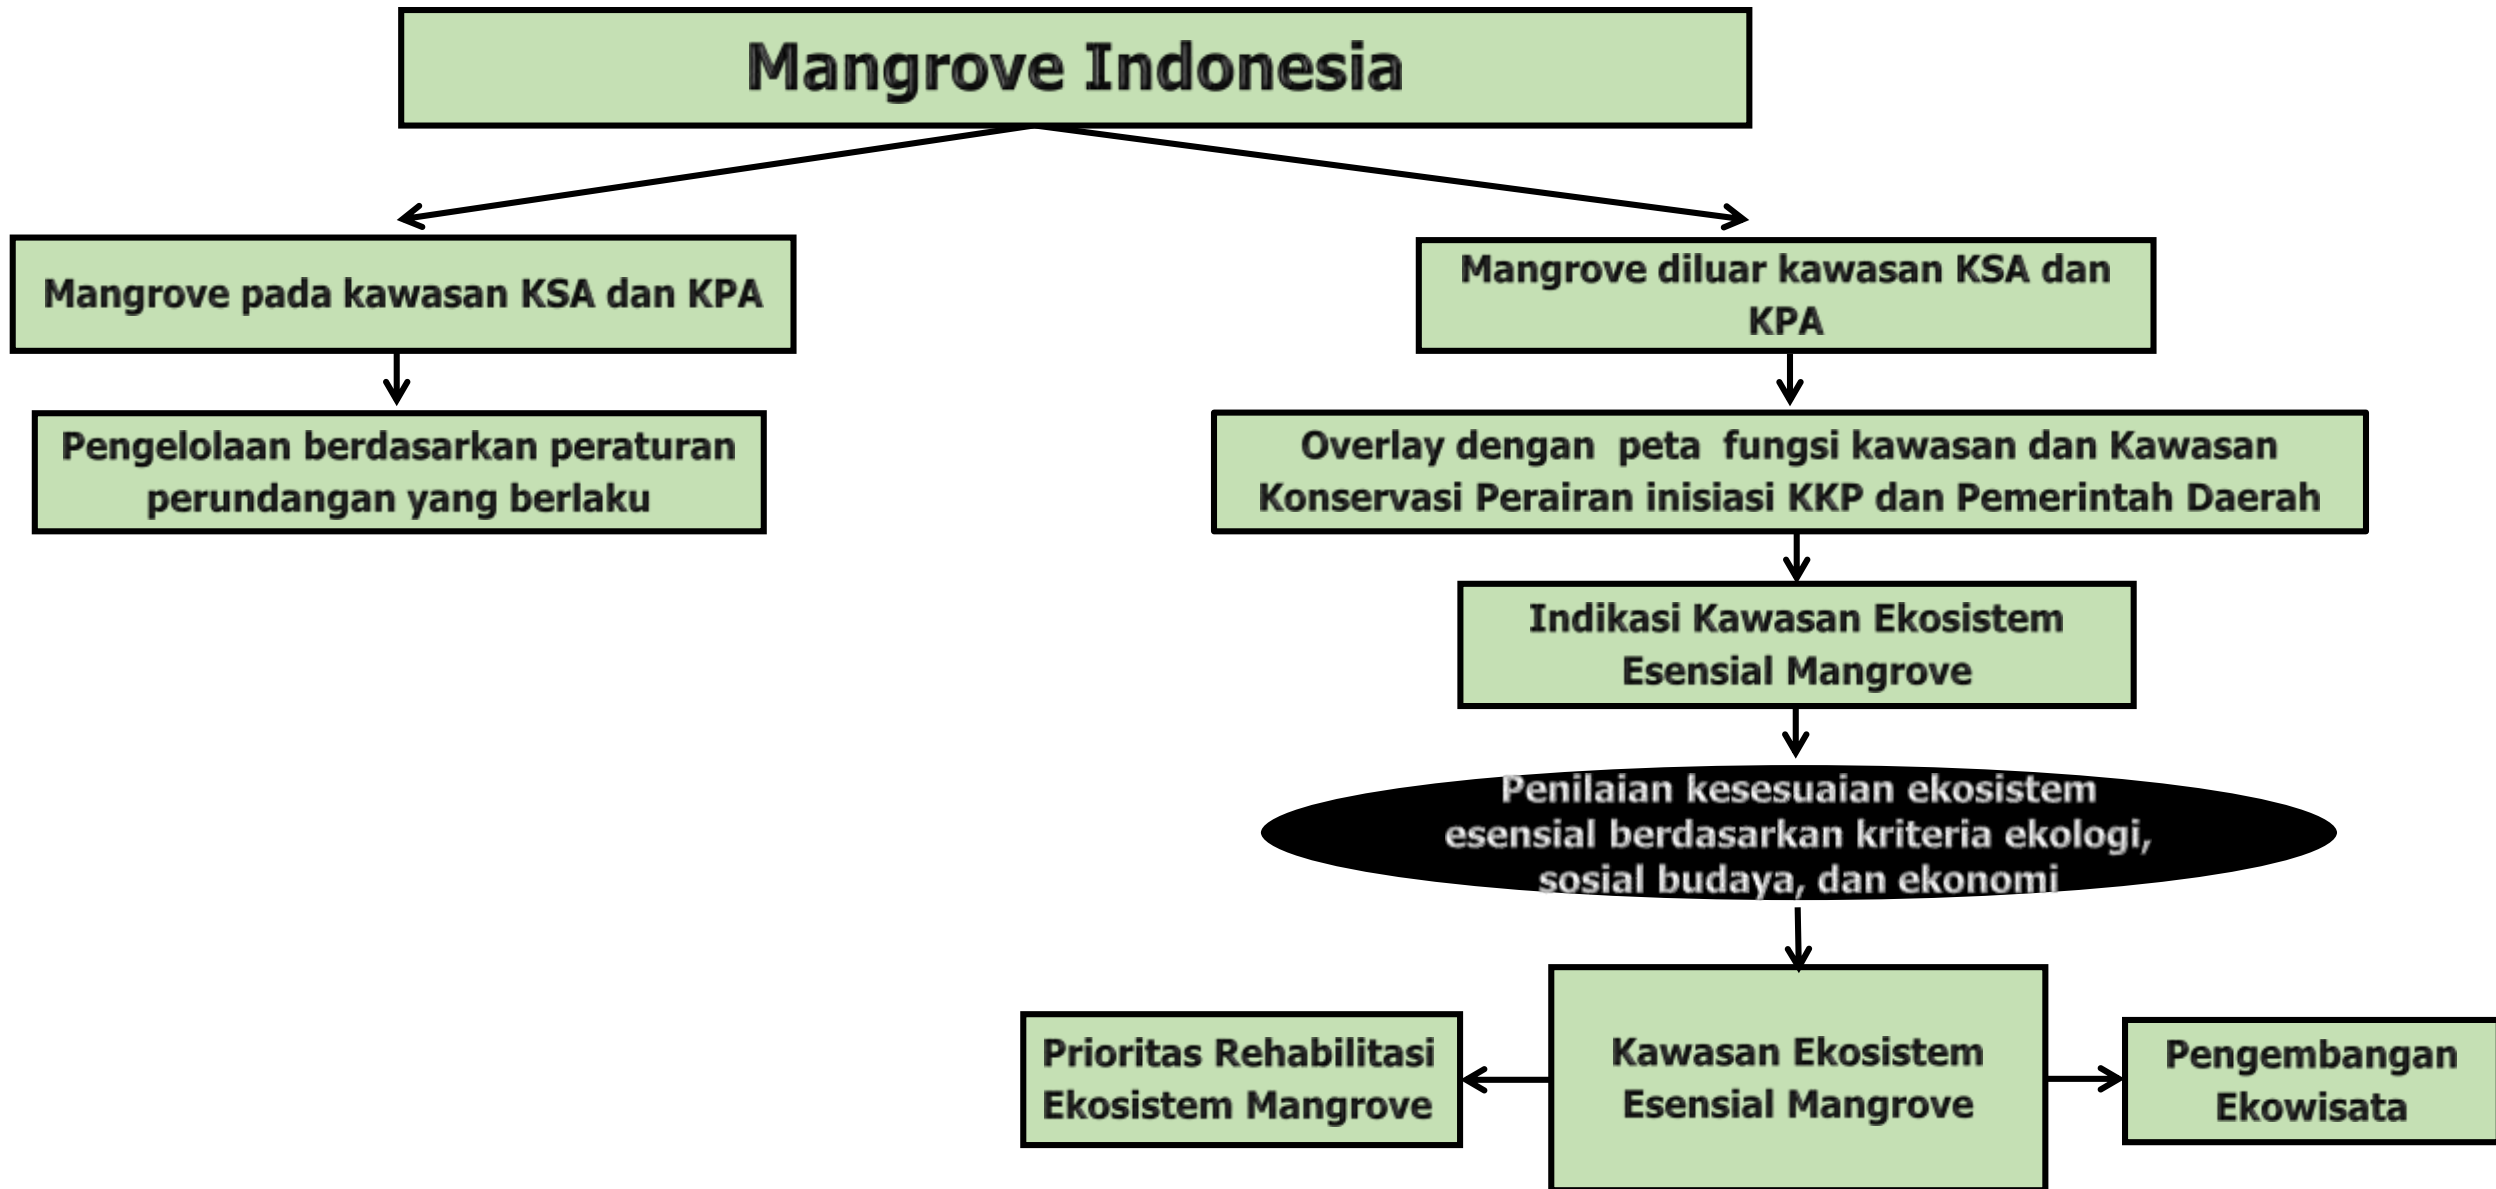 Mangrove Indonesia
Mangrove pada kawasan KSA dan KPA
Mangrove diluar kawasan KSA dan
KPA
Pengelolaan berdasarkan peraturan
perundangan yang berlaku
Overlay dengan  peta  fungsi kawasan dan Kawasan
Konservasi Perairan inisiasi KKP dan Pemerintah Daerah
Indikasi Kawasan Ekosistem
Esensial Mangrove
Penilaian kesesuaian ekosistem
esensial berdasarkan kriteria ekologi,
sosial budaya, dan ekonomi
Prioritas Rehabilitasi
Ekosistem Mangrove
Kawasan Ekosistem
Esensial Mangrove
Pengembangan
Ekowisata